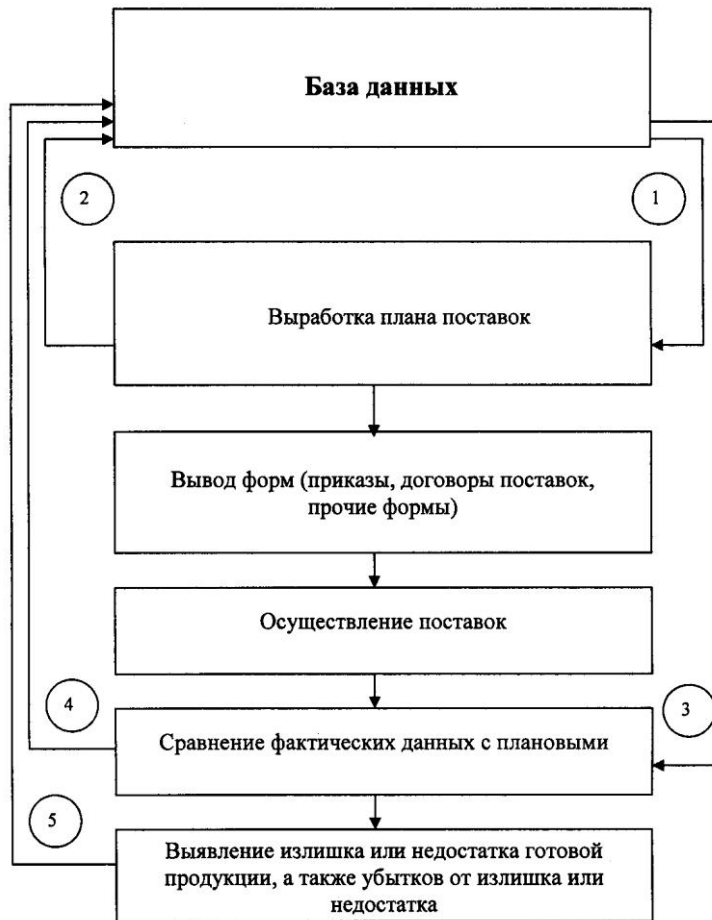 База данных
2
1
Выработка плана поставок
Вывод форм (приказы, договоры поставок,
прочие формы)
Осуществление поставок
4
3
Сравнение фактических данных с плановыми
5
Выявление излишка или недостатка готовой
продукции, а также убытков от излишка или
недостатка